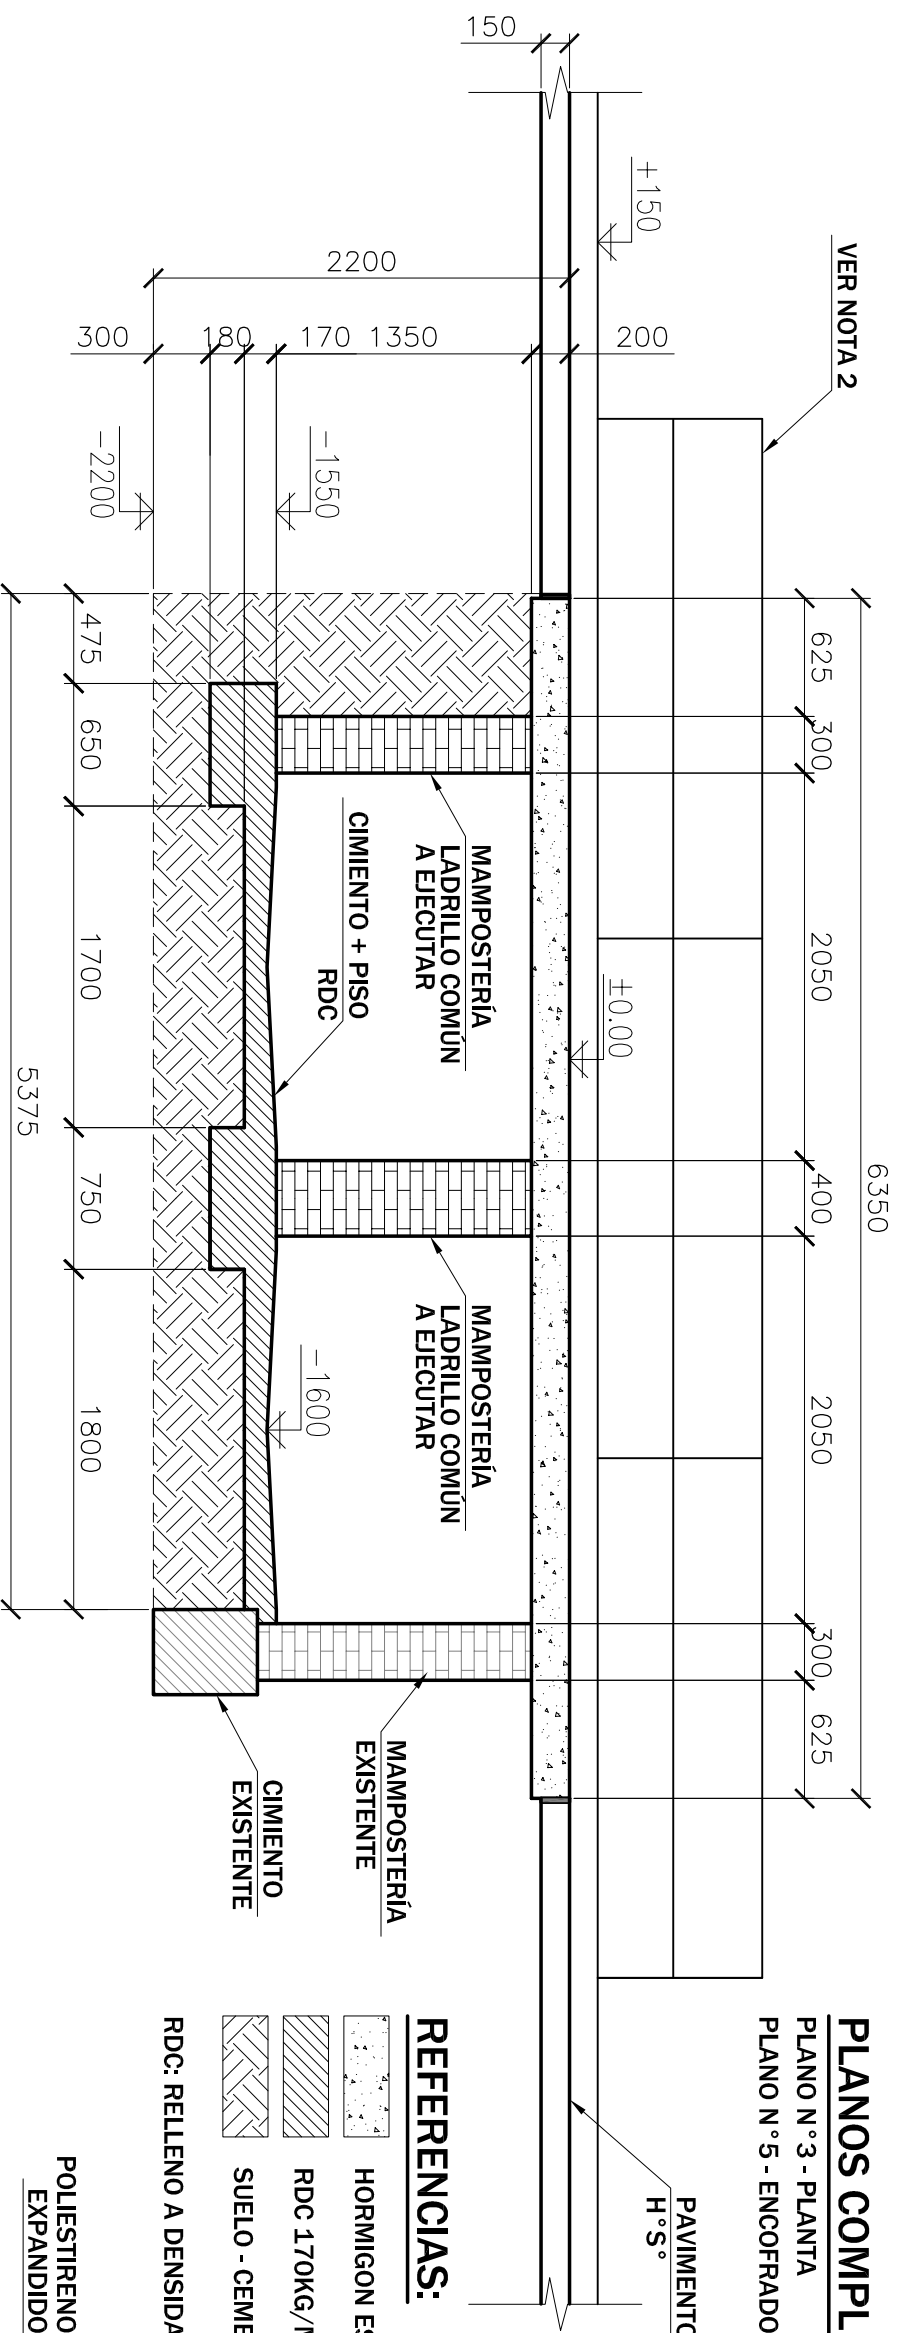 VER NOTA 2
6350
625
300
2050
400
2050
300
625
+150
±0.00
150
2200
200
1350
170
180
300
-1550
-2200
-1600
MAMPOSTERÍA
LADRILLO COMÚN
A EJECUTAR
MAMPOSTERÍA
LADRILLO COMÚN
A EJECUTAR
CIMIENTO + PISO
RDC
MAMPOSTERÍA
EXISTENTE
CIMIENTO
EXISTENTE
475
650
1700
750
1800
5375
PLANOS COMPL
PLANO N°3 - PLANTA
PLANO N°5 - ENCOFRADO
PAVIMENTO
H°S°
REFERENCIAS:
HORMIGON ES
RDC 170KG/
SUELO - CEME
RDC: RELLENO A DENSIDA
POLIESTIRENO
EXPANDIDO